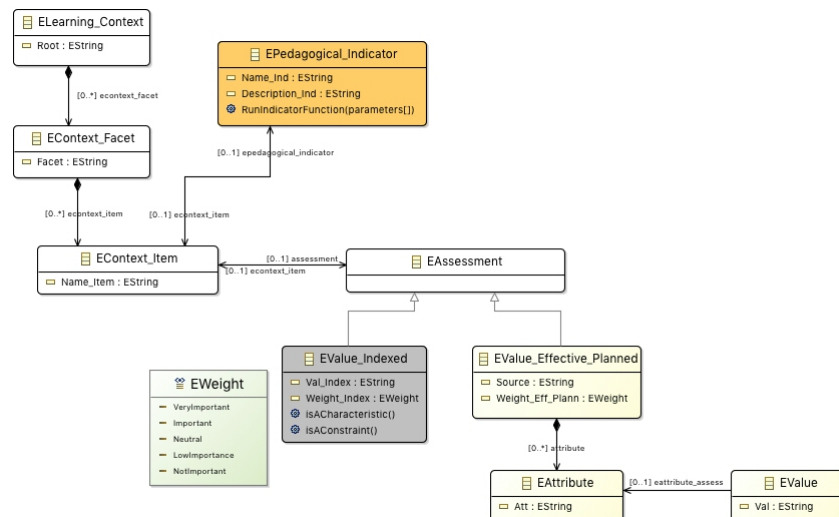 ELearning_Context
Root : EString
[0..*] econtext_facet
EPedagogical_Indicator
Name_Ind : EString
Description_Ind : EString
RunIndicatorFunction(parameters[])
EContext_Facet
Facet : EString
[0..1] epedagogical_indicator
[0..*] econtext_item
[0..1] econtext_item
EContext_Item
Name_Item : EString
[0..1] assessment
[0..1] econtext_item
EAssessment
EWeight
VeryImportant
Important
Neutral
LowImportance
NotImportant
EValue_Indexed
Val_Index : EString
Weight_Index : EWeight
isACharacteristic()
isAConstraint()
EValue_Effective_Planned
Source : EString
Weight_Eff_Plann : EWeight
[0..*] attribute
EAttribute
Att : EString
[0..1] eattribute_assess
EValue
Val : EString